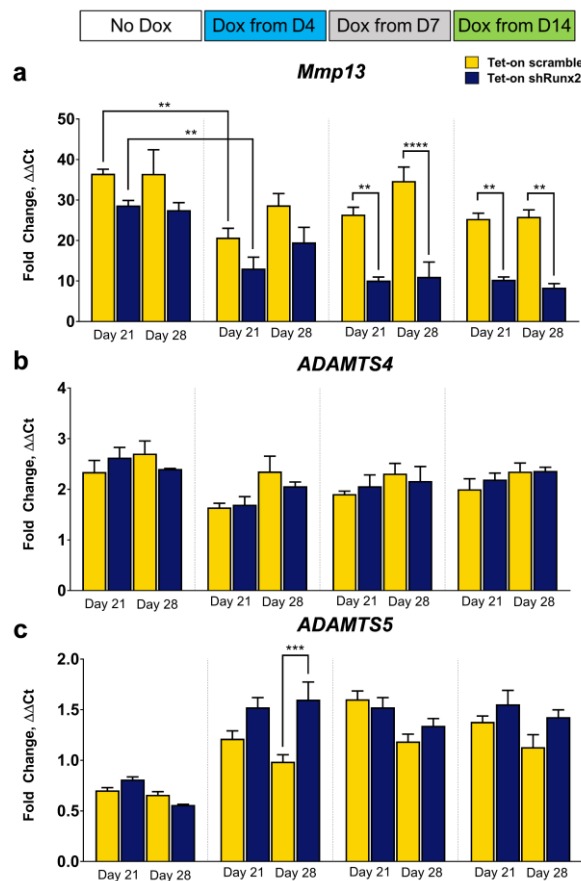 No Dox Dox from D4 Dox from D7 Dox from D14
Tet-on scramble
Tet-on shRunx2
a
Mmp13
Fold Change, ΔΔCt
50
40
30
20
10
0
** ** ** **** ** **
Day 21 Day 28 Day 21 Day 28 Day 21 Day 28 Day 21 Day 28
b
ADAMTS4
Fold Change, ΔΔCt
4
3
2
1
0
Day 21 Day 28 Day 21 Day 28 Day 21 Day 28 Day 21 Day 28
c
ADAMTS5
Fold Change, ΔΔCt
2.0
1.5
1.0
0.5
0.0
***
Day 21 Day 28 Day 21 Day 28 Day 21 Day 28 Day 21 Day 28